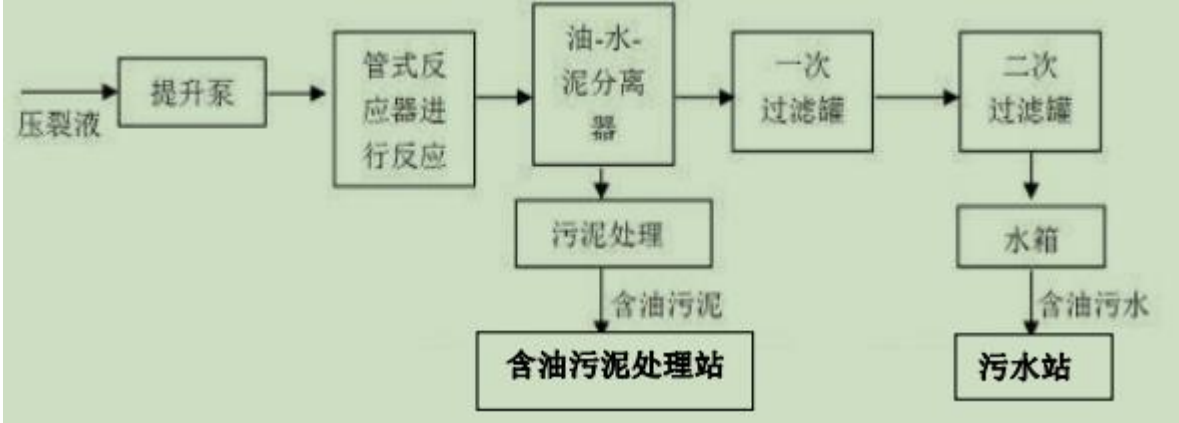 压裂液
提升泵
管式反
应器进
行反应
油-水-
泥分离
器
一次
过滤罐
二次
过滤罐
污泥处理
水箱
含油污泥
含油污水
含油污泥处理站
污水站